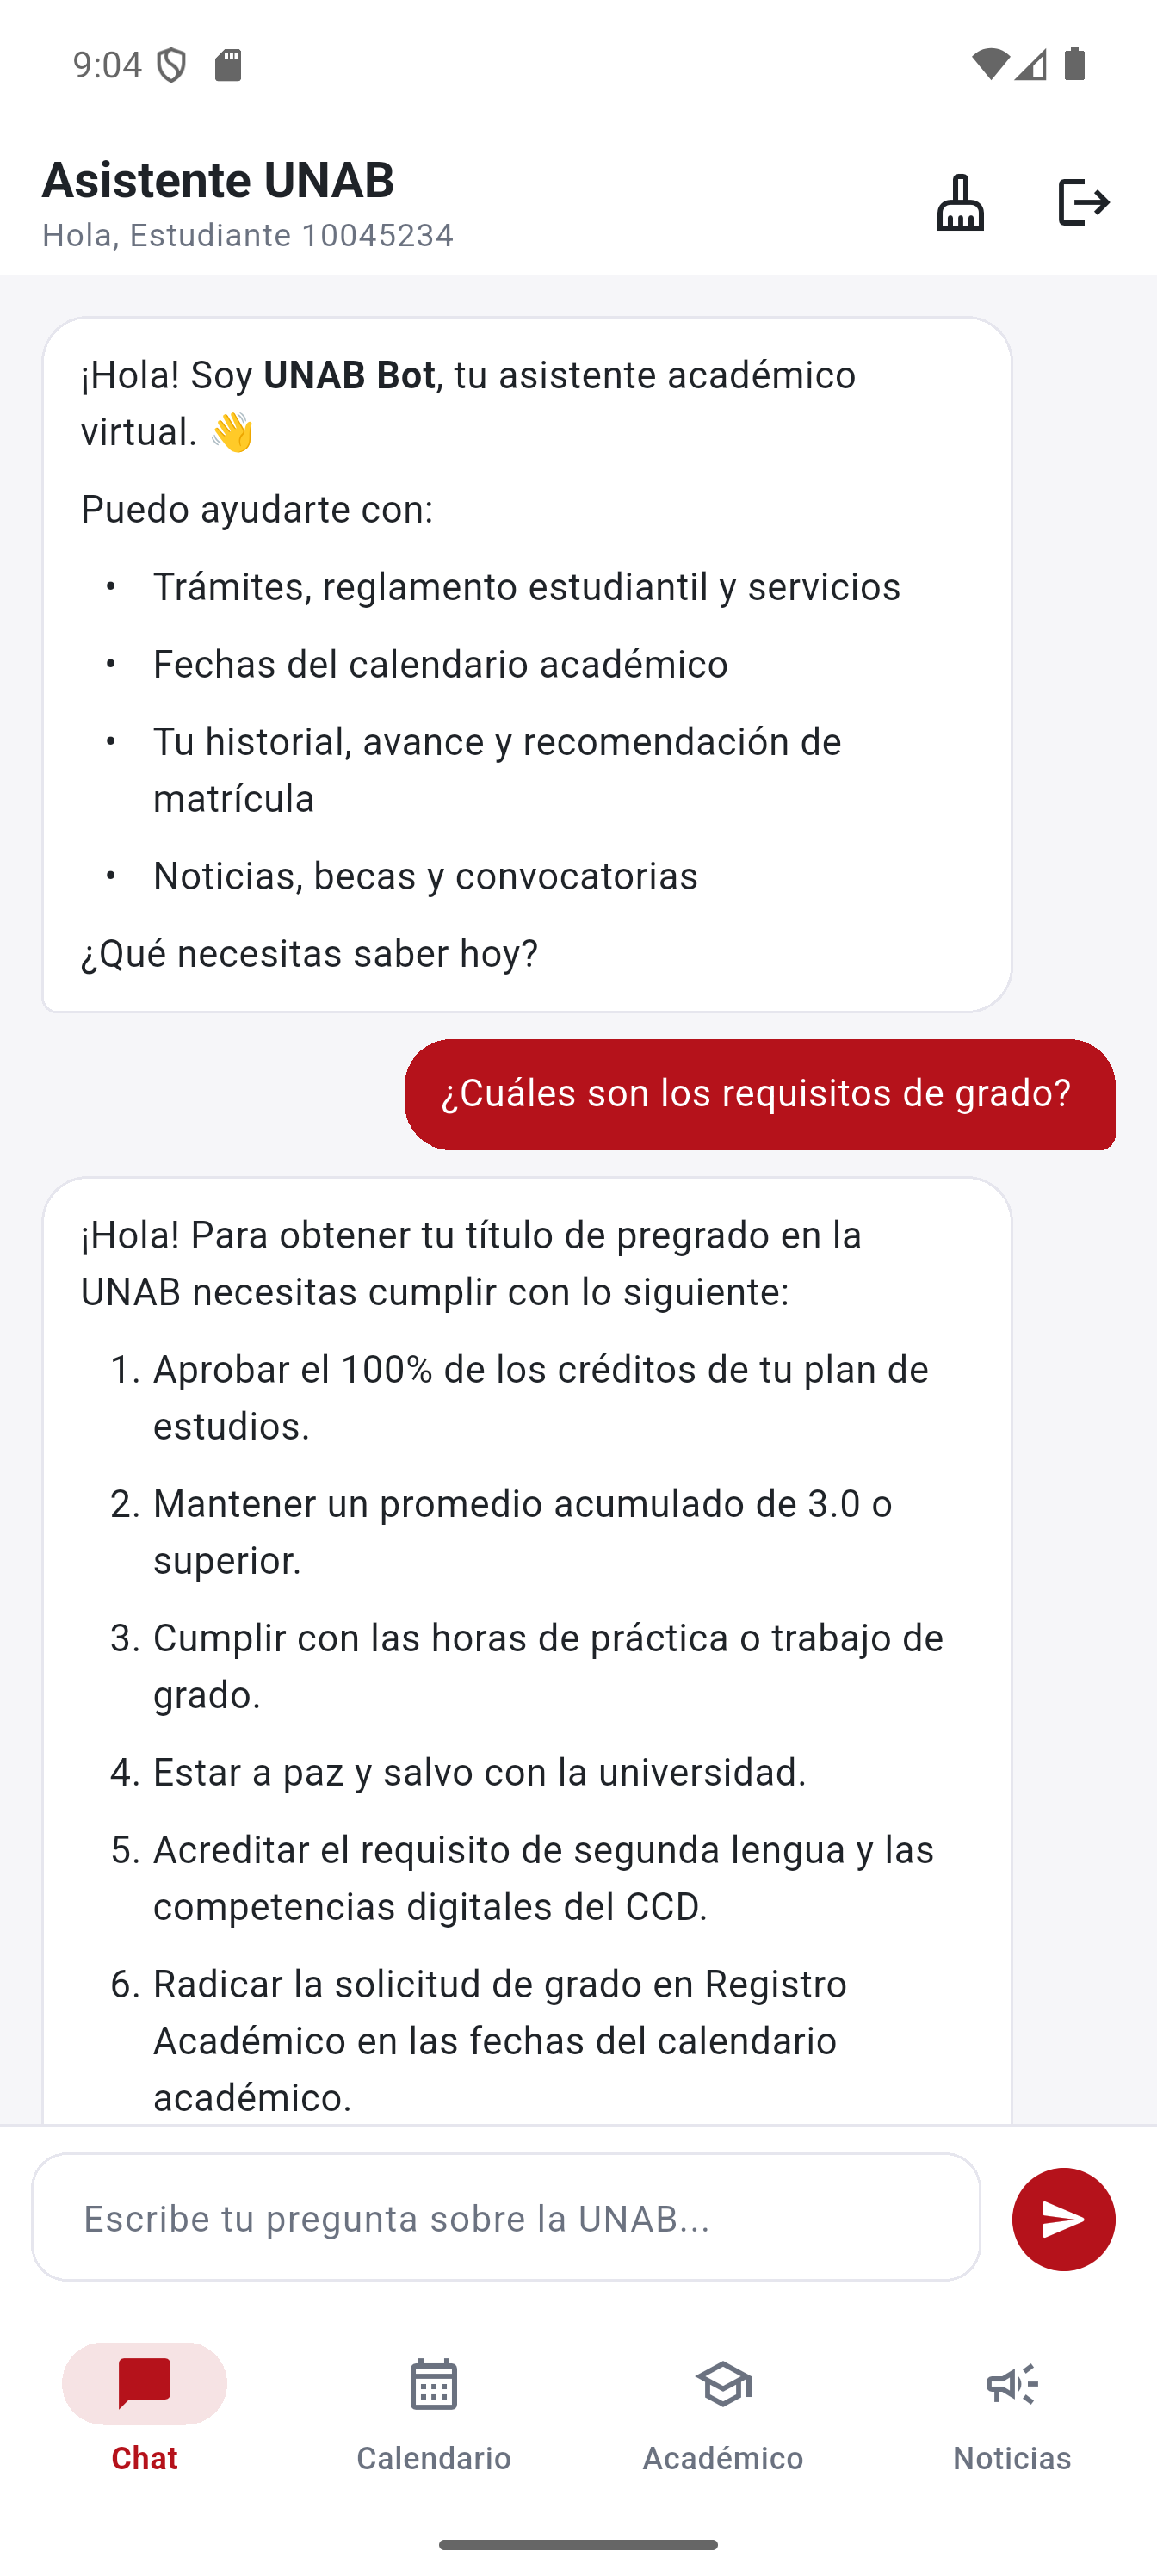 9:04
Asistente UNAB
Hola, Estudiante 10045234
¡Hola! Soy UNAB Bot, tu asistente académico
virtual. 👋
Puedo ayudarte con:
• Trámites, reglamento estudiantil y servicios
• Fechas del calendario académico
• Tu historial, avance y recomendación de
matrícula
• Noticias, becas y convocatorias
¿Qué necesitas saber hoy?
¿Cuáles son los requisitos de grado?
¡Hola! Para obtener tu título de pregrado en la
UNAB necesitas cumplir con lo siguiente:
1. Aprobar el 100% de los créditos de tu plan de
estudios.
2. Mantener un promedio acumulado de 3.0 o
superior.
3. Cumplir con las horas de práctica o trabajo de
grado.
4. Estar a paz y salvo con la universidad.
5. Acreditar el requisito de segunda lengua y las
competencias digitales del CCD.
6. Radicar la solicitud de grado en Registro
Académico en las fechas del calendario
académico.
Escribe tu pregunta sobre la UNAB...
Chat
Calendario
Académico
Noticias